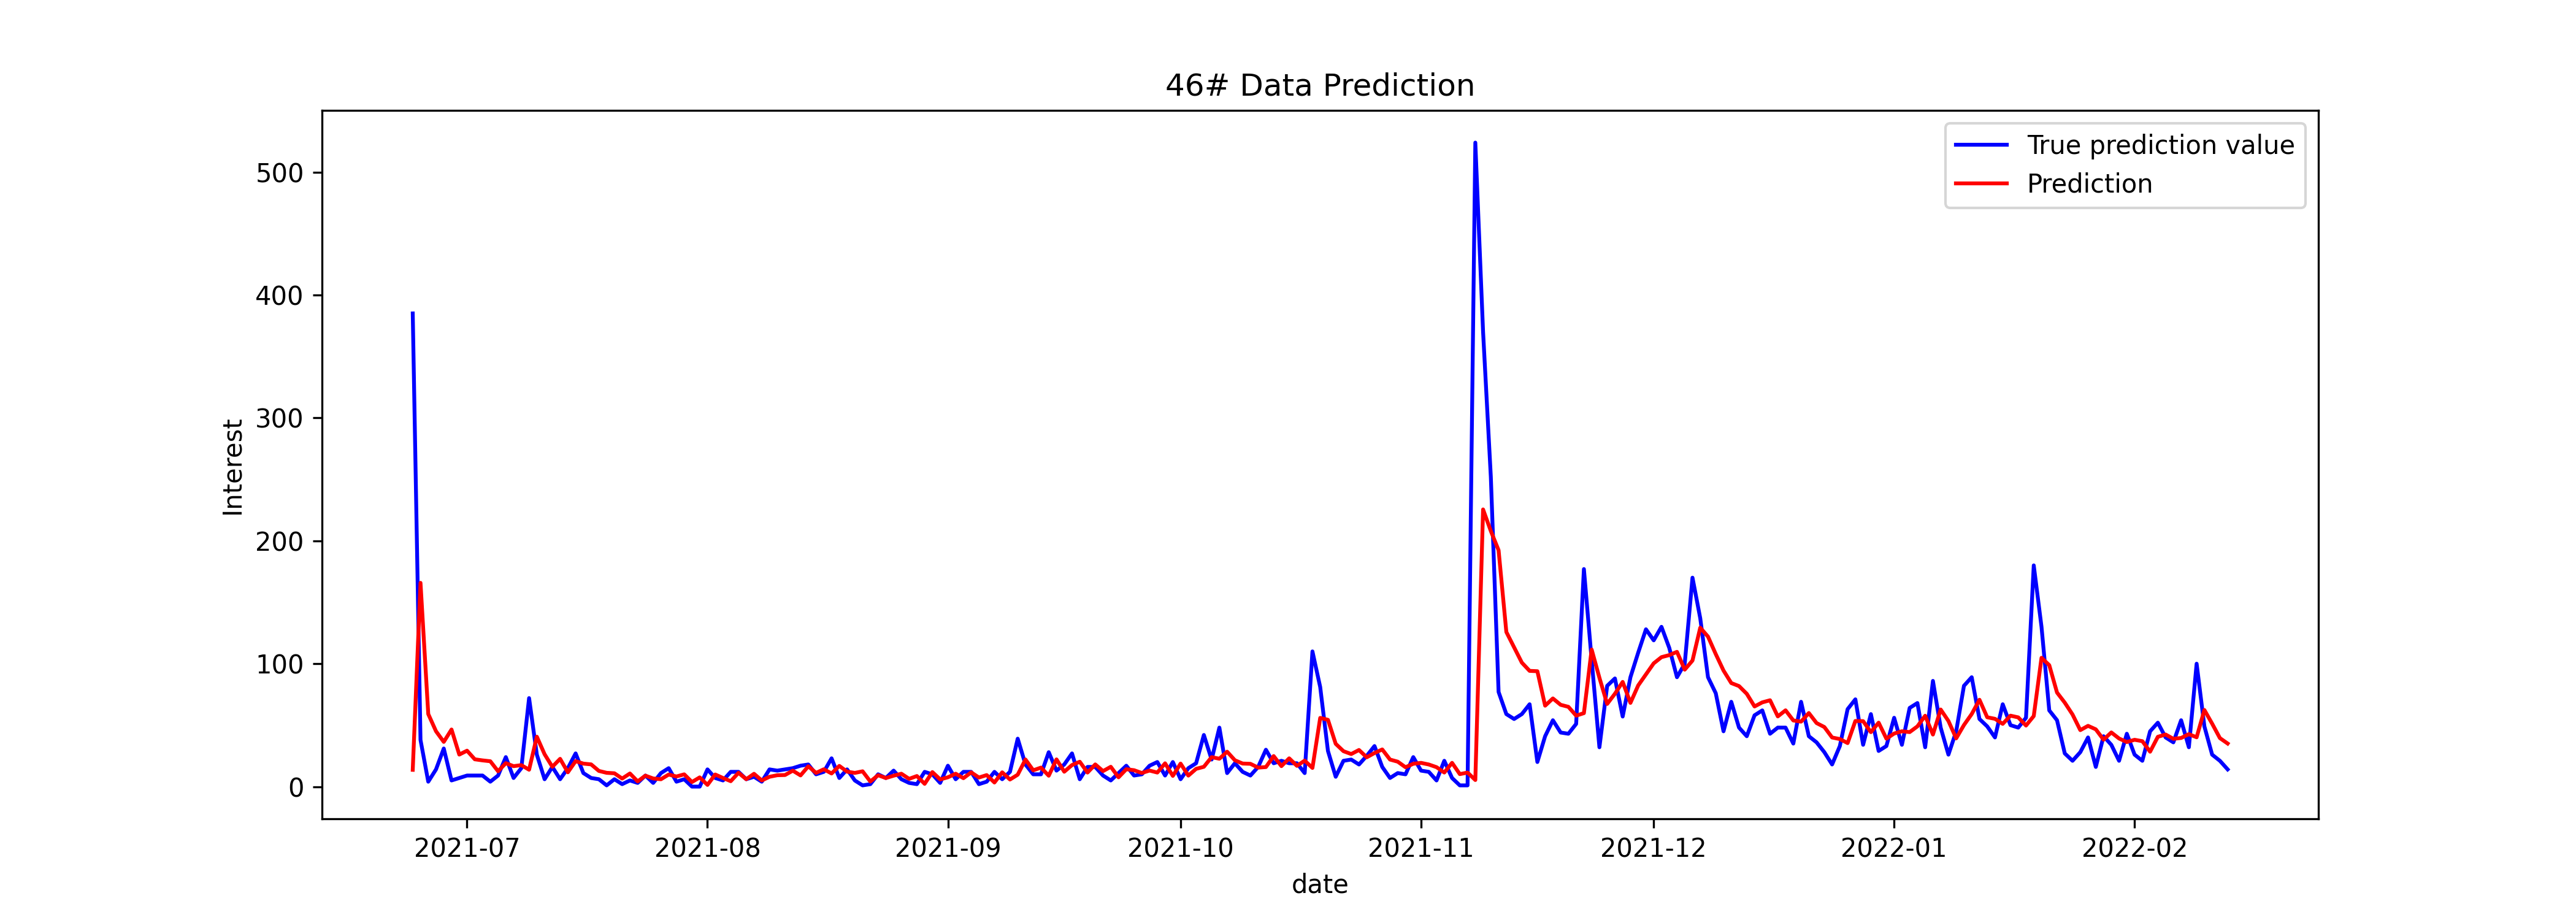 46# Data Prediction
True prediction value
Prediction
Interest
500
400
300
200
100
0
2021-07 2021-08 2021-09 2021-10 2021-11 2021-12 2022-01 2022-02
date